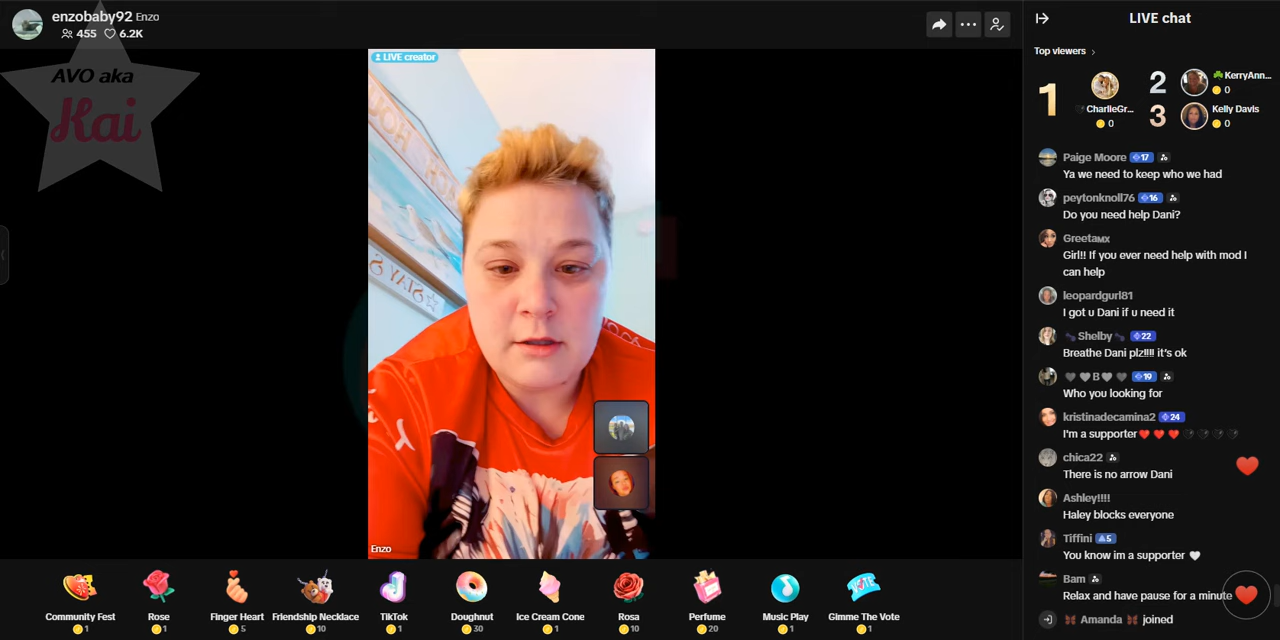 enzobaby92 Enzo
455 6.2K
AVO aka
Kai
LIVE creator
STAY
Enzo
Community Fest
1
Rose
1
Finger Heart
5
Friendship Necklace
10
TikTok
1
Doughnut
30
Ice Cream Cone
1
Rosa
10
Perfume
20
Music Play
1
Gimme The Vote
1
LIVE chat
Top viewers
1
CharlieGr...
0
2
KerryAnn...
0
3
Kelly Davis
0
Paige Moore 17
Ya we need to keep who we had
peytonknoll76 16
Do you need help Dani?
Greetamx
Girl!! If you ever need help with mod I
can help
leopardgurl81
I got u Dani if u need it
Shelby 22
Breathe Dani plz!!!! it's ok
B 19
Who you looking for
kristinadecamina2 24
I'm a supporter
chica22
There is no arrow Dani
Ashley!!!!
Haley blocks everyone
Tiffini 5
You know im a supporter
Bam
Relax and have pause for a minute
Amanda joined